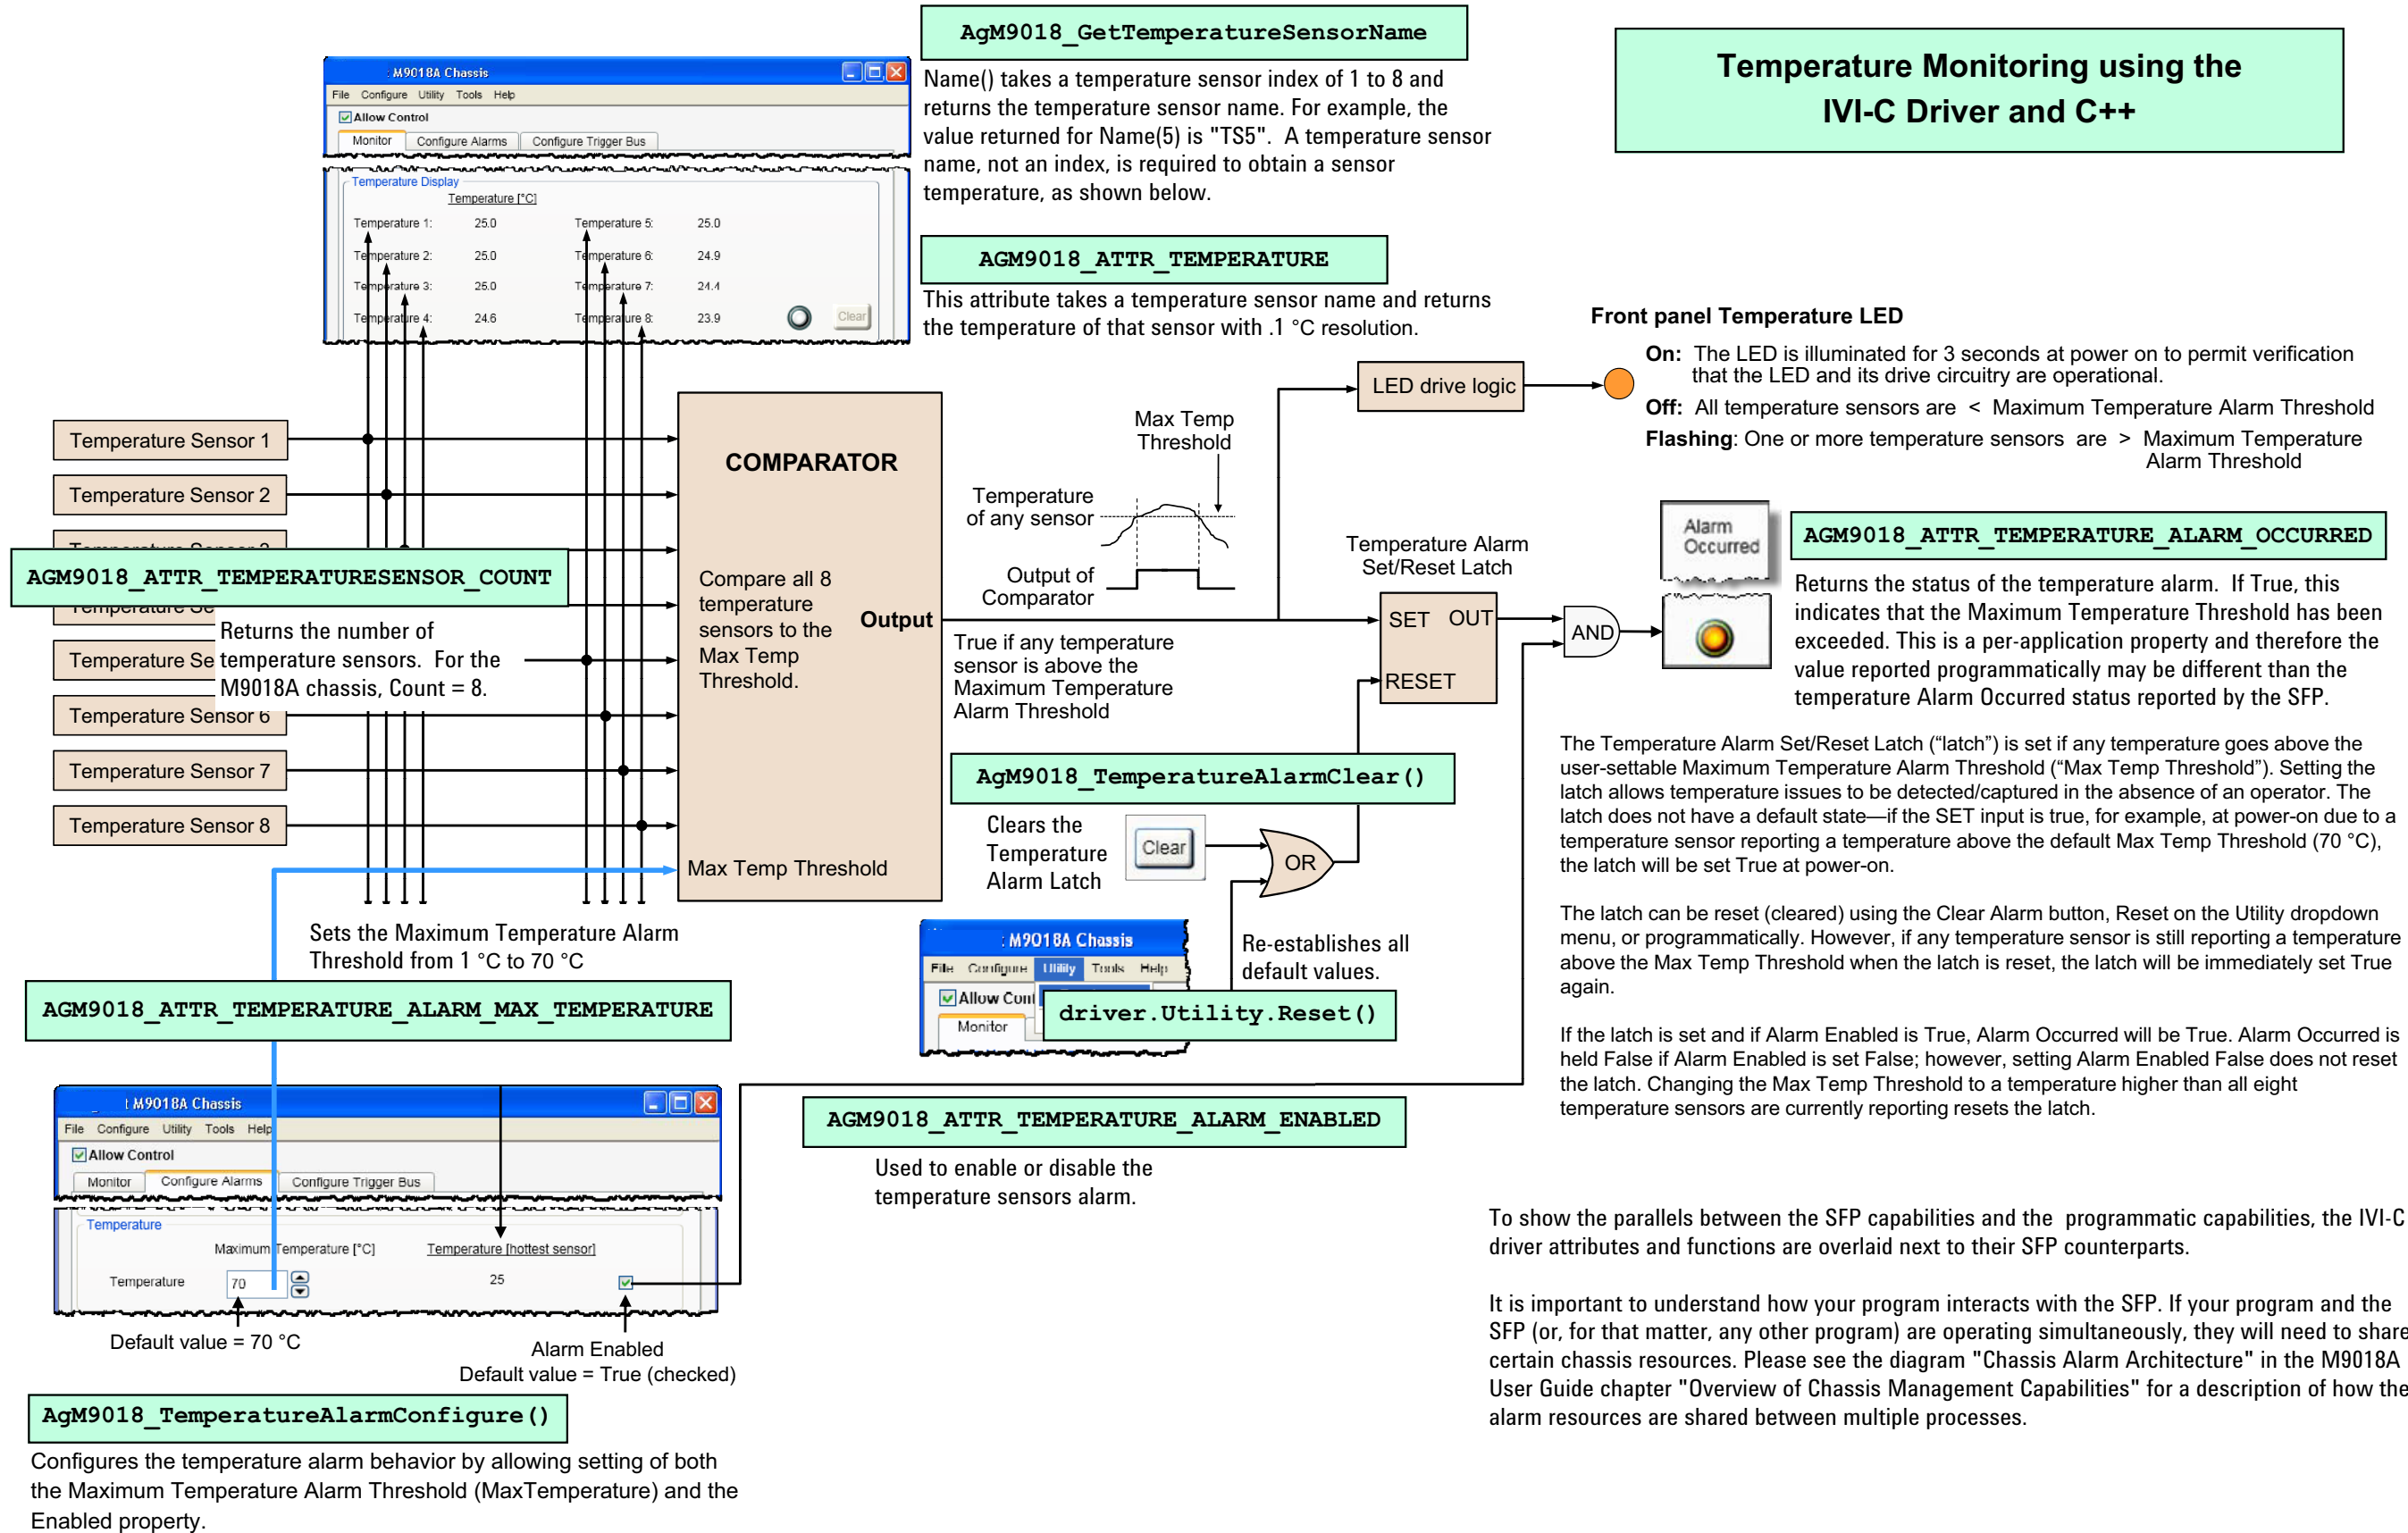 AgM9018_GetTemperatureSensorName
Name() takes a temperature sensor index of 1 to 8 and
returns the temperature sensor name. For example, the
value returned for Name(5) is "TS5".  A temperature sensor
name, not an index, is required to obtain a sensor
temperature, as shown below.
Temperature Monitoring using the
IVI-C Driver and C++
: M9018A Chassis
File Configure Utility Tools Help
Allow Control
Monitor Configure Alarms Configure Trigger Bus
Temperature Display
Temperature [°C]
Temperature 1: 25.0 Temperature 5: 25.0
Temperature 2: 25.0 Temperature 6: 24.9
Temperature 3: 25.0 Temperature 7: 24.4
Temperature 4: 24.6 Temperature 8: 23.9 Clear
AGM9018_ATTR_TEMPERATURE
This attribute takes a temperature sensor name and returns
the temperature of that sensor with .1 °C resolution.
Front panel Temperature LED
On: The LED is illuminated for 3 seconds at power on to permit verification
that the LED and its drive circuitry are operational.
Off: All temperature sensors are < Maximum Temperature Alarm Threshold
Flashing: One or more temperature sensors are > Maximum Temperature
Alarm Threshold
LED drive logic
Temperature Sensor 1
Temperature Sensor 2
AGM9018_ATTR_TEMPERATURESENSOR_COUNT
Returns the number of
temperature sensors.  For the
M9018A chassis, Count = 8.
Temperature Se
Temperature Sensor 6
Temperature Sensor 7
Temperature Sensor 8
COMPARATOR
Compare all 8
temperature
sensors to the
Max Temp
Threshold.
Output
Max Temp Threshold
Max Temp
Threshold
Temperature
of any sensor
Output of
Comparator
True if any temperature
sensor is above the
Maximum Temperature
Alarm Threshold
Temperature Alarm
Set/Reset Latch
SET OUT
RESET
AND
Alarm
Occurred
AGM9018_ATTR_TEMPERATURE_ALARM_OCCURRED
Returns the status of the temperature alarm.  If True, this
indicates that the Maximum Temperature Threshold has been
exceeded. This is a per-application property and therefore the
value reported programmatically may be different than the
temperature Alarm Occurred status reported by the SFP.
AgM9018_TemperatureAlarmClear()
Clears the
Temperature
Alarm Latch
Clear
OR
The Temperature Alarm Set/Reset Latch (“latch”) is set if any temperature goes above the
user-settable Maximum Temperature Alarm Threshold (“Max Temp Threshold”). Setting the
latch allows temperature issues to be detected/captured in the absence of an operator. The
latch does not have a default state—if the SET input is true, for example, at power-on due to a
temperature sensor reporting a temperature above the default Max Temp Threshold (70 °C),
the latch will be set True at power-on.
The latch can be reset (cleared) using the Clear Alarm button, Reset on the Utility dropdown
menu, or programmatically. However, if any temperature sensor is still reporting a temperature
above the Max Temp Threshold when the latch is reset, the latch will be immediately set True
again.
If the latch is set and if Alarm Enabled is True, Alarm Occurred will be True. Alarm Occurred is
held False if Alarm Enabled is set False; however, setting Alarm Enabled False does not reset
the latch. Changing the Max Temp Threshold to a temperature higher than all eight
temperature sensors are currently reporting resets the latch.
Sets the Maximum Temperature Alarm
Threshold from 1 °C to 70 °C
AGM9018_ATTR_TEMPERATURE_ALARM_MAX_TEMPERATURE
: M9018A Chassis
File Configure Utility Tools Help
Allow Cont
Monitor
driver.Utility.Reset()
Re-establishes all
default values.
M9018A Chassis
File Configure Utility Tools Help
Allow Control
Monitor Configure Alarms Configure Trigger Bus
Temperature
Maximum Temperature [°C] Temperature [hottest sensor]
Temperature 70 25
Default value = 70 °C
Alarm Enabled
Default value = True (checked)
AGM9018_ATTR_TEMPERATURE_ALARM_ENABLED
Used to enable or disable the
temperature sensors alarm.
AgM9018_TemperatureAlarmConfigure()
Configures the temperature alarm behavior by allowing setting of both
the Maximum Temperature Alarm Threshold (MaxTemperature) and the
Enabled property.
To show the parallels between the SFP capabilities and the  programmatic capabilities, the IVI-C
driver attributes and functions are overlaid next to their SFP counterparts.
It is important to understand how your program interacts with the SFP. If your program and the
SFP (or, for that matter, any other program) are operating simultaneously, they will need to share
certain chassis resources. Please see the diagram "Chassis Alarm Architecture" in the M9018A
User Guide chapter "Overview of Chassis Management Capabilities" for a description of how the
alarm resources are shared between multiple processes.